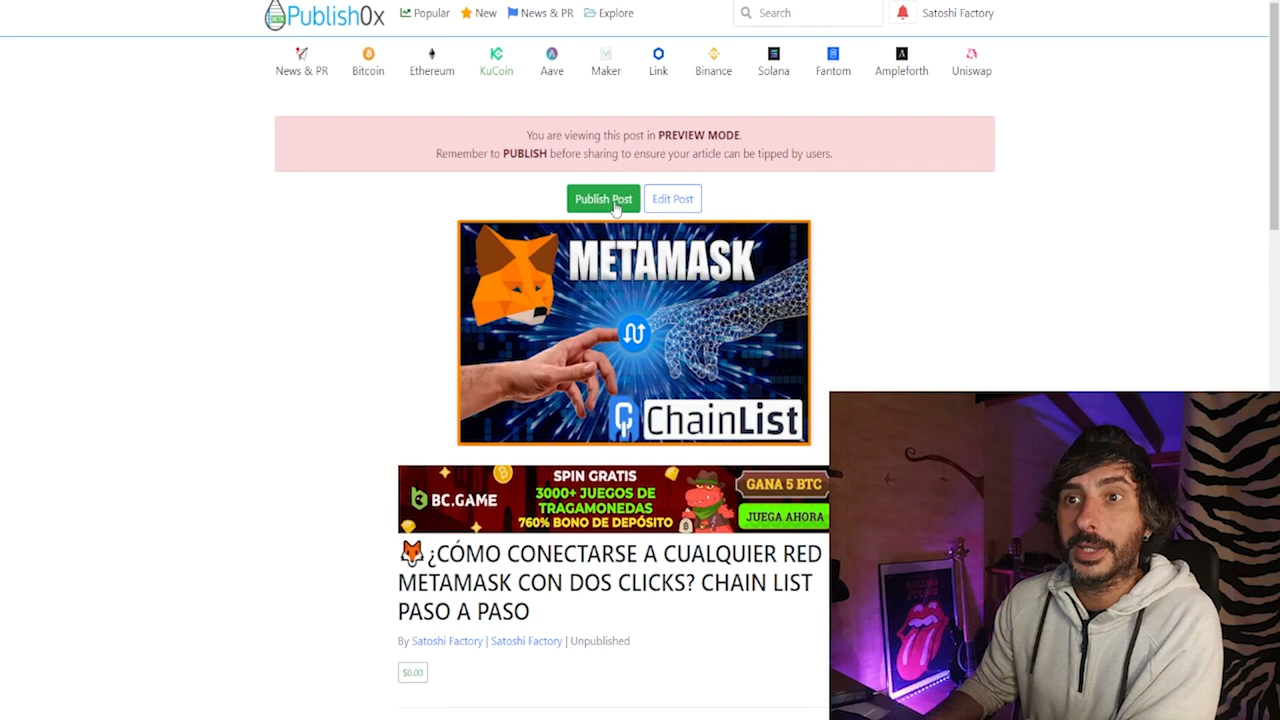 Publish0x
Popular
New
News & PR
Explore
Search
Satoshi Factory
News & PR
Bitcoin
Ethereum
KuCoin
Aave
Maker
Link
Binance
Solana
Fantom
Ampleforth
Uniswap
You are viewing this post in PREVIEW MODE.
Remember to PUBLISH before sharing to ensure your article can be tipped by users.
Publish Post
Edit Post
METAMASK
ChainList
BC.GAME
SPIN GRATIS
3000+ JUEGOS DE
TRAGAMONEDAS
760% BONO DE DEPÓSITO
GANA 5 BTC
JUEGA AHORA
¿CÓMO CONECTARSE A CUALQUIER RED
METAMASK CON DOS CLICKS? CHAIN LIST
PASO A PASO
By Satoshi Factory | Satoshi Factory | Unpublished
$0.00